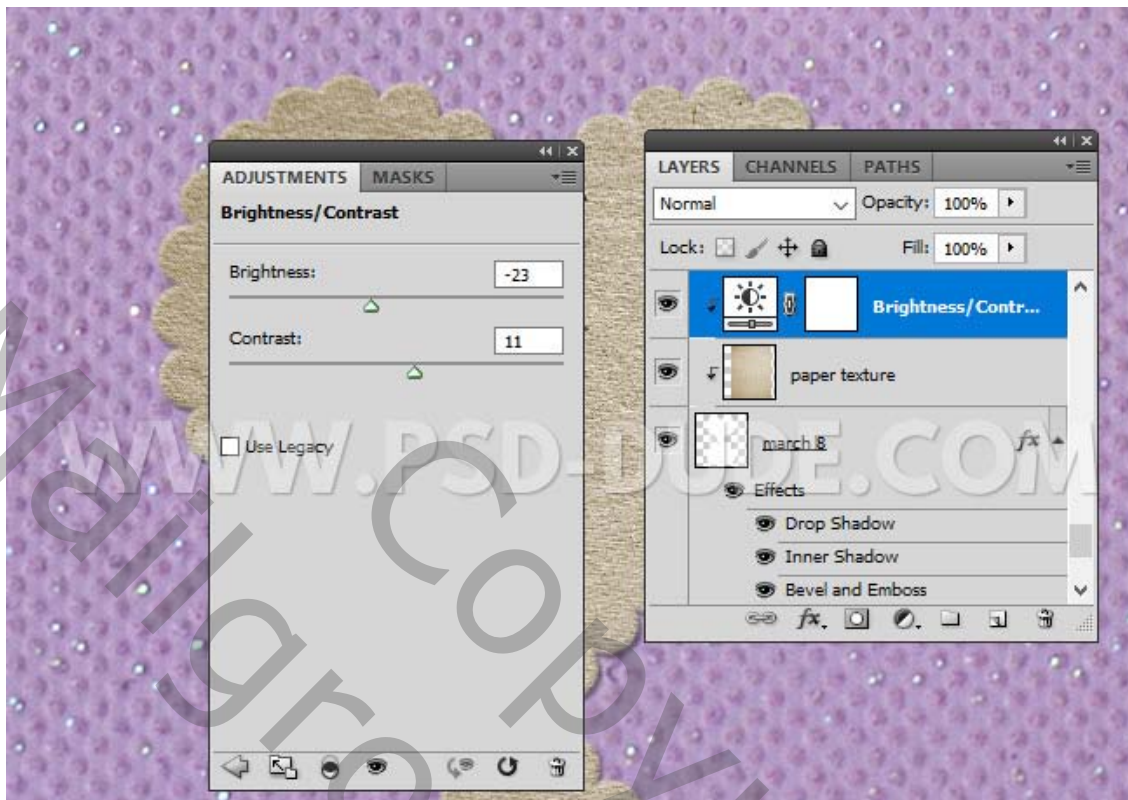 ADJUSTMENTS MASKS
Brightness/Contrast
Brightness: -23
Contrast: 11
Use Legacy
LAYERS CHANNELS PATHS
Normal Opacity: 100%
Lock: Fill: 100%
Brightness/Contr...
paper texture
march 8 fx
Effects
Drop Shadow
Inner Shadow
Bevel and Emboss
fx.
WWW.PSD-DUDE.COM